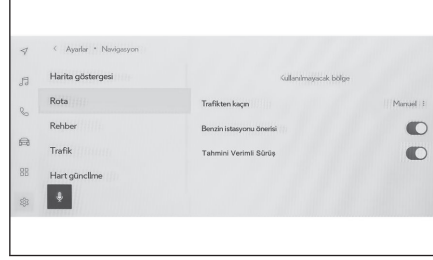 < Ayarlar • Navigasyon
Harita göstergesi
Rota
Rehber
Trafik
Hart güncllme
Kullanılmayacak bölge
Trafikten kaçın
Manuel
Benzin istasyonu önerisi
Tahmini Verimli Sürüş